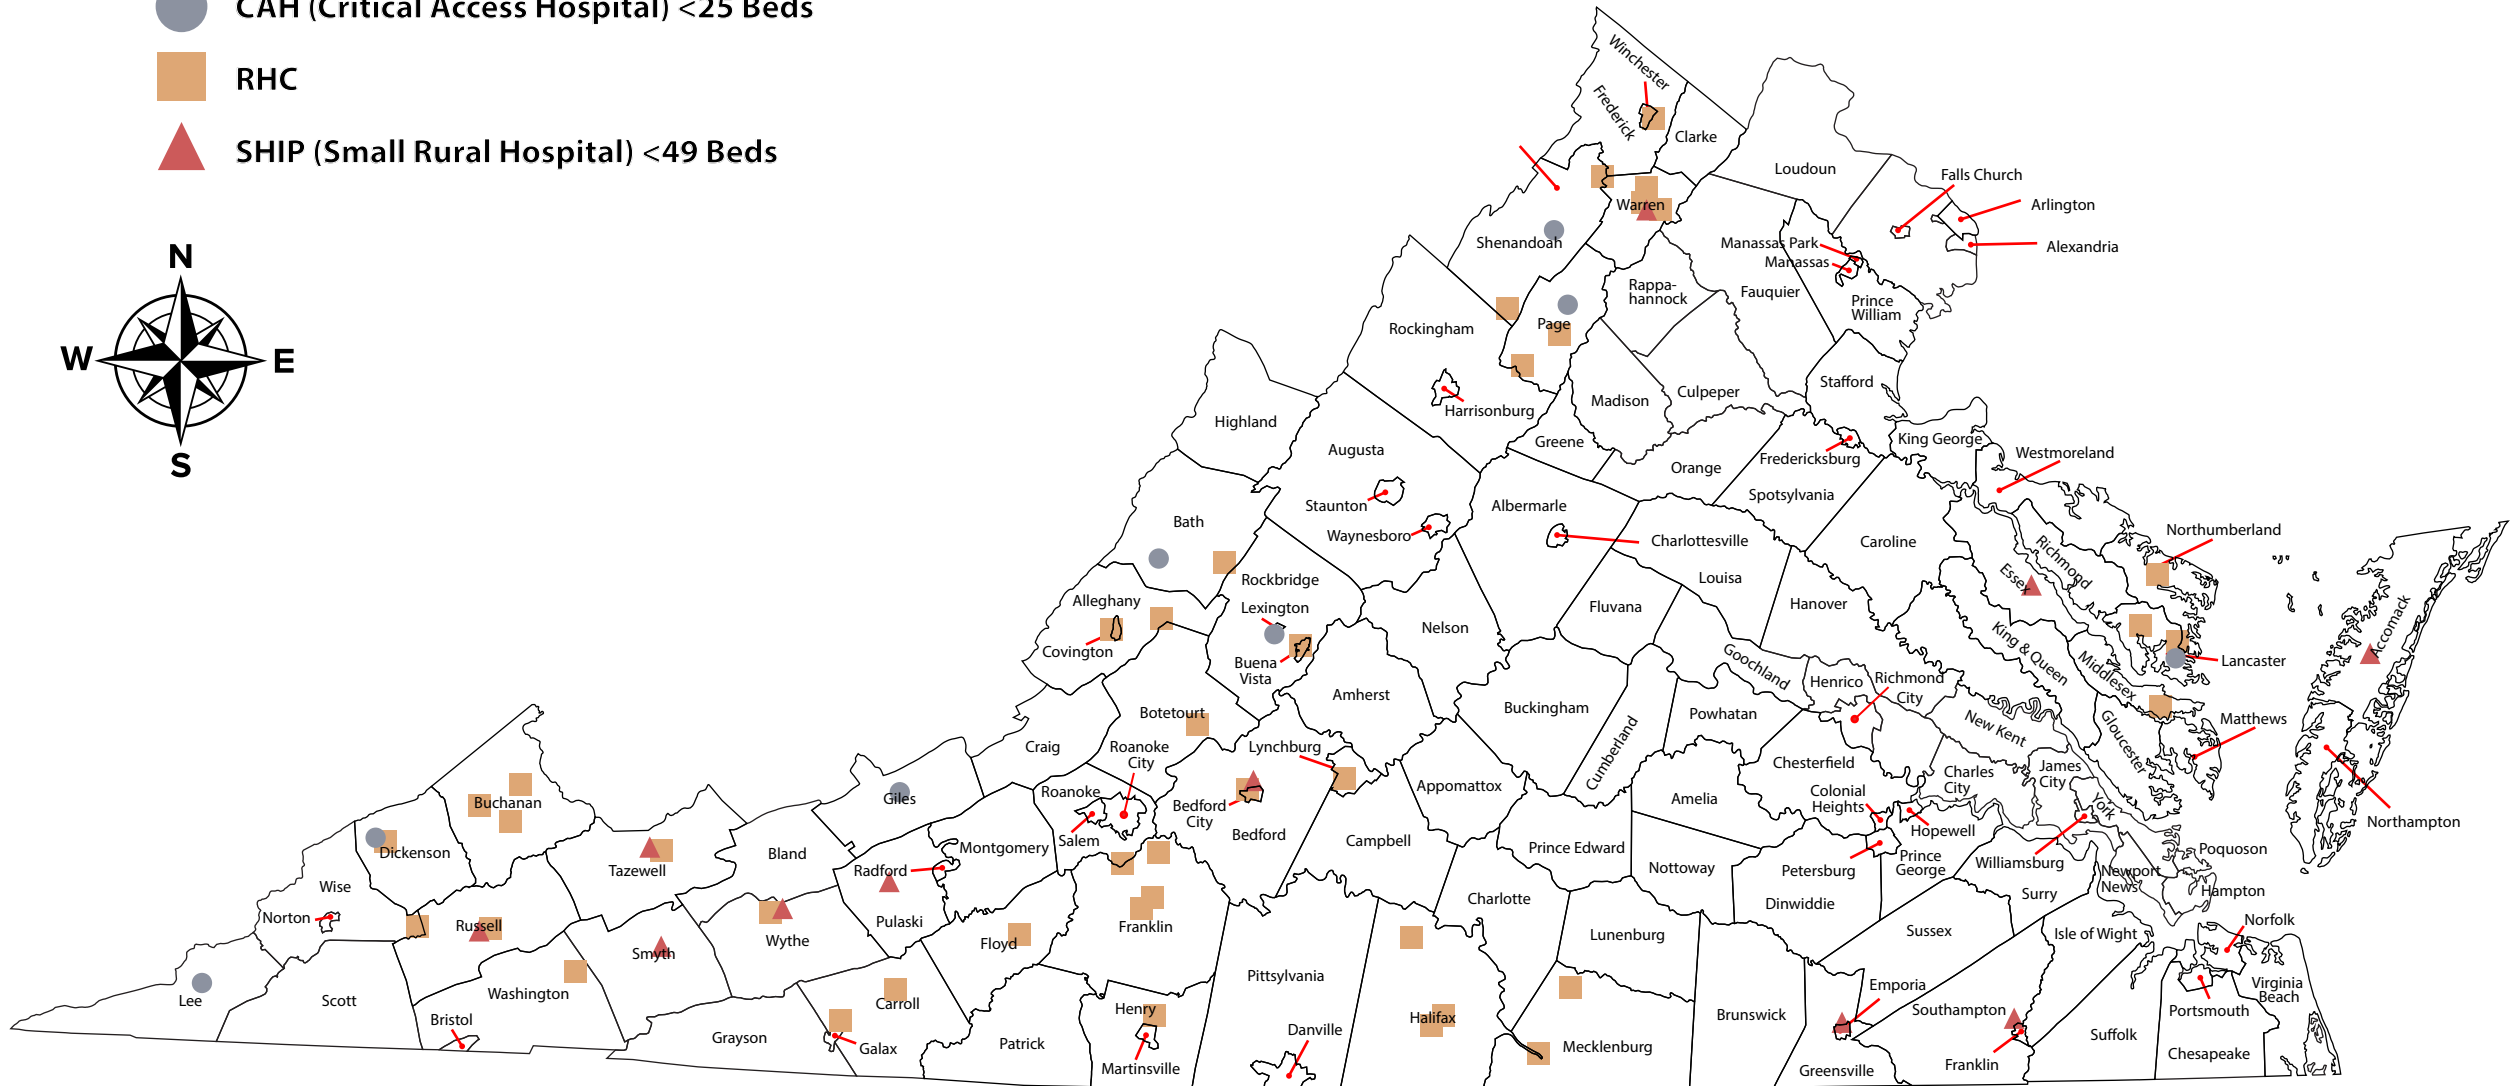 CAH (Critical Access Hospital) <25 Beds
RHC
SHIP (Small Rural Hospital) <49 Beds
N
W
E
S
Winchester
Frederick
Clarke
Loudoun
Falls Church
Arlington
Alexandria
Warren
Shenandoah
Manassas Park
Manassas
Rappa-
hannock
Fauquier
Prince
William
Page
Rockingham
Stafford
Madison
Culpeper
Harrisonburg
Highland
Greene
King George
Augusta
Orange
Fredericksburg
Westmoreland
Spotsylvania
Staunton
Albermarle
Bath
Waynesboro
Charlottesville
Caroline
Northumberland
Richmond
Essex
Rockbridge
Louisa
Alleghany
Lexington
Fluvana
Hanover
Accomack
Nelson
Covington
Buena
Vista
King & Queen
Lancaster
Middlesex
Goochland
Henrico
Richmond
City
Amherst
Buckingham
Powhatan
Botetourt
New Kent
Gloucester
Matthews
Craig
Roanoke
City
Lynchburg
Cumberland
Chesterfield
Charles
City
James
City
Appomattox
Giles
Roanoke
Bedford
City
Amelia
Colonial
Heights
York
Buchanan
Northampton
Bedford
Salem
Campbell
Hopewell
Dickenson
Bland
Montgomery
Prince Edward
Prince
George
Williamsburg
Poquoson
Tazewell
Radford
Nottoway
Petersburg
Newport
News
Hampton
Wise
Surry
Norton
Russell
Pulaski
Franklin
Charlotte
Dinwiddie
Norfolk
Wythe
Floyd
Lunenburg
Sussex
Isle of Wight
Smyth
Pittsylvania
Lee
Scott
Washington
Carroll
Emporia
Virginia
Beach
Bristol
Henry
Halifax
Brunswick
Southampton
Portsmouth
Grayson
Galax
Patrick
Danville
Mecklenburg
Suffolk
Chesapeake
Martinsville
Greensville
Franklin